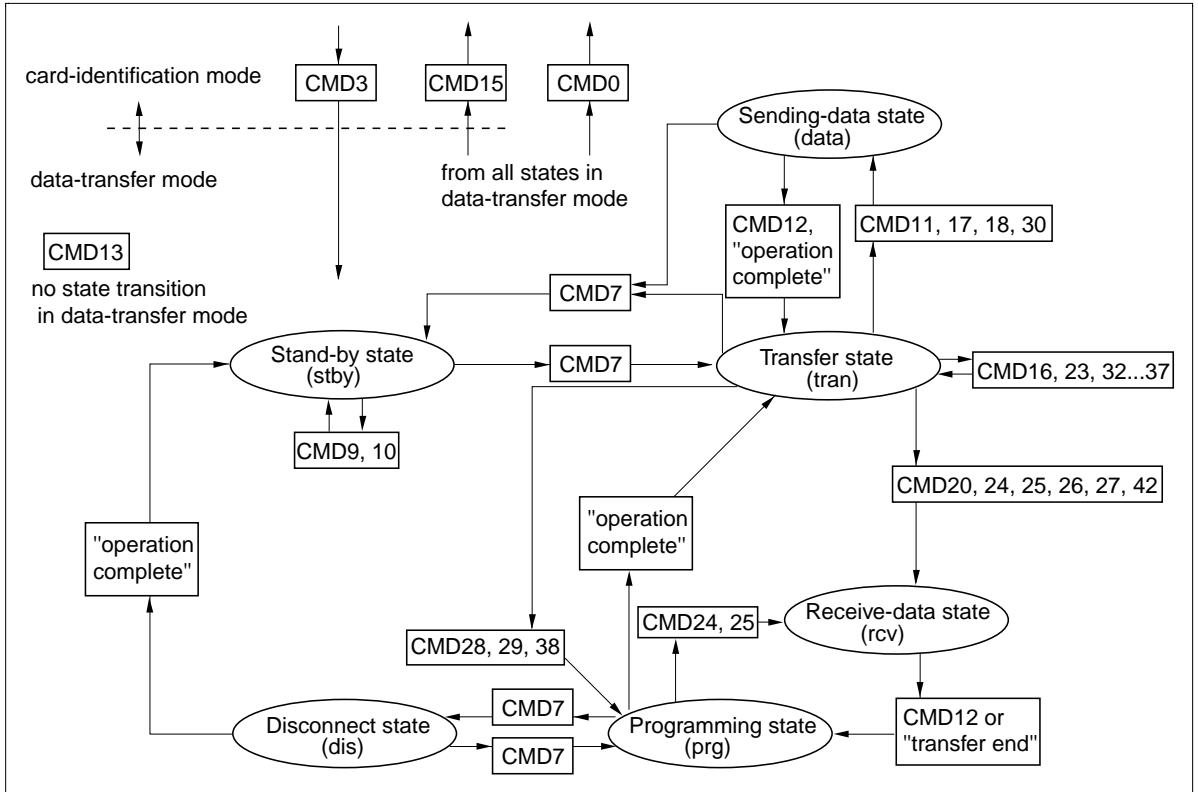 card-identification mode
CMD3
CMD15
CMD0
Sending-data state
(data)
data-transfer mode
from all states in
data-transfer mode
CMD13
no state transition
in data-transfer mode
CMD12,
"operation
complete"
CMD11, 17, 18, 30
CMD7
Stand-by state
(stby)
CMD7
Transfer state
(tran)
CMD16, 23, 32...37
CMD9, 10
CMD20, 24, 25, 26, 27, 42
"operation
complete"
"operation
complete"
CMD24, 25
Receive-data state
(rcv)
CMD28, 29, 38
CMD7
Disconnect state
(dis)
CMD7
Programming state
(prg)
CMD12 or
"transfer end"